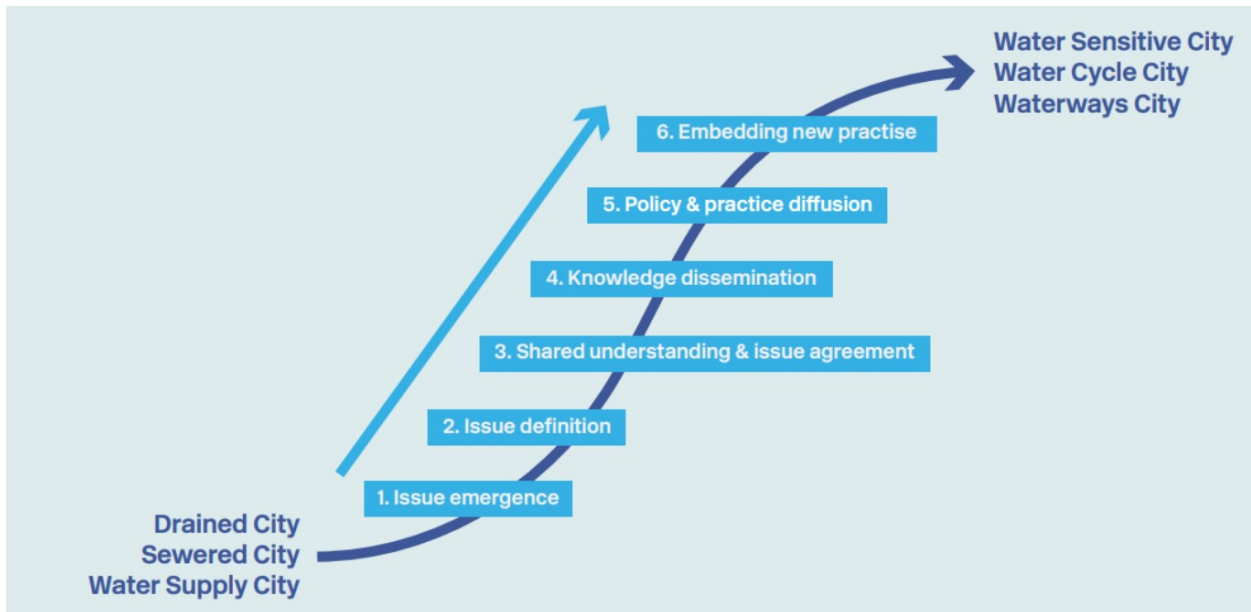 Water Sensitive City
Water Cycle City
Waterways City
6. Embedding new practise
5. Policy & practice diffusion
4. Knowledge dissemination
3. Shared understanding & issue agreement
2. Issue definition
1. Issue emergence
Drained City
Sewered City
Water Supply City